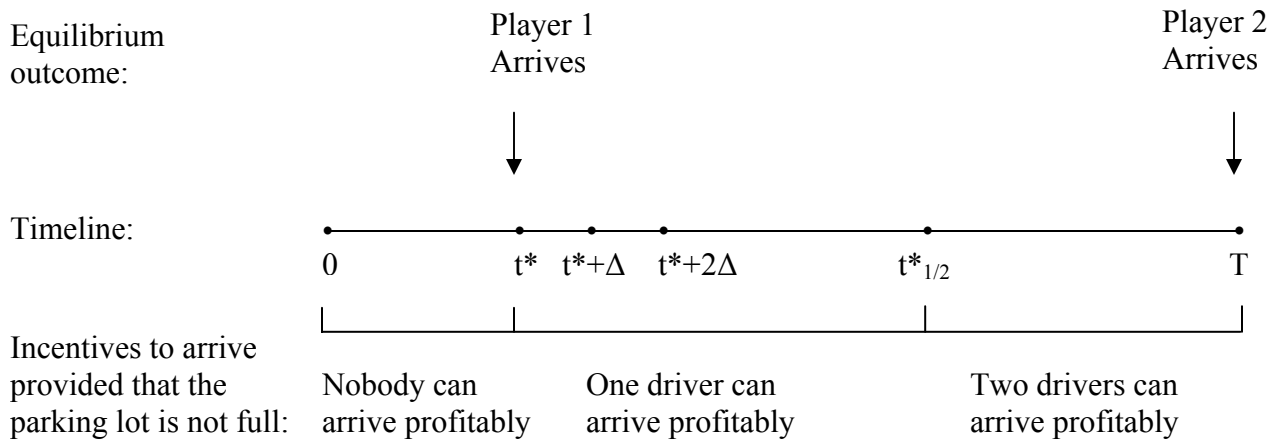 Equilibrium
outcome:
Player 1
Arrives
Player 2
Arrives
Timeline:
0 t* t*+Δ t*+2Δ t*1/2 T
Incentives to arrive
provided that the
parking lot is not full:
Nobody can
arrive profitably
One driver can
arrive profitably
Two drivers can
arrive profitably